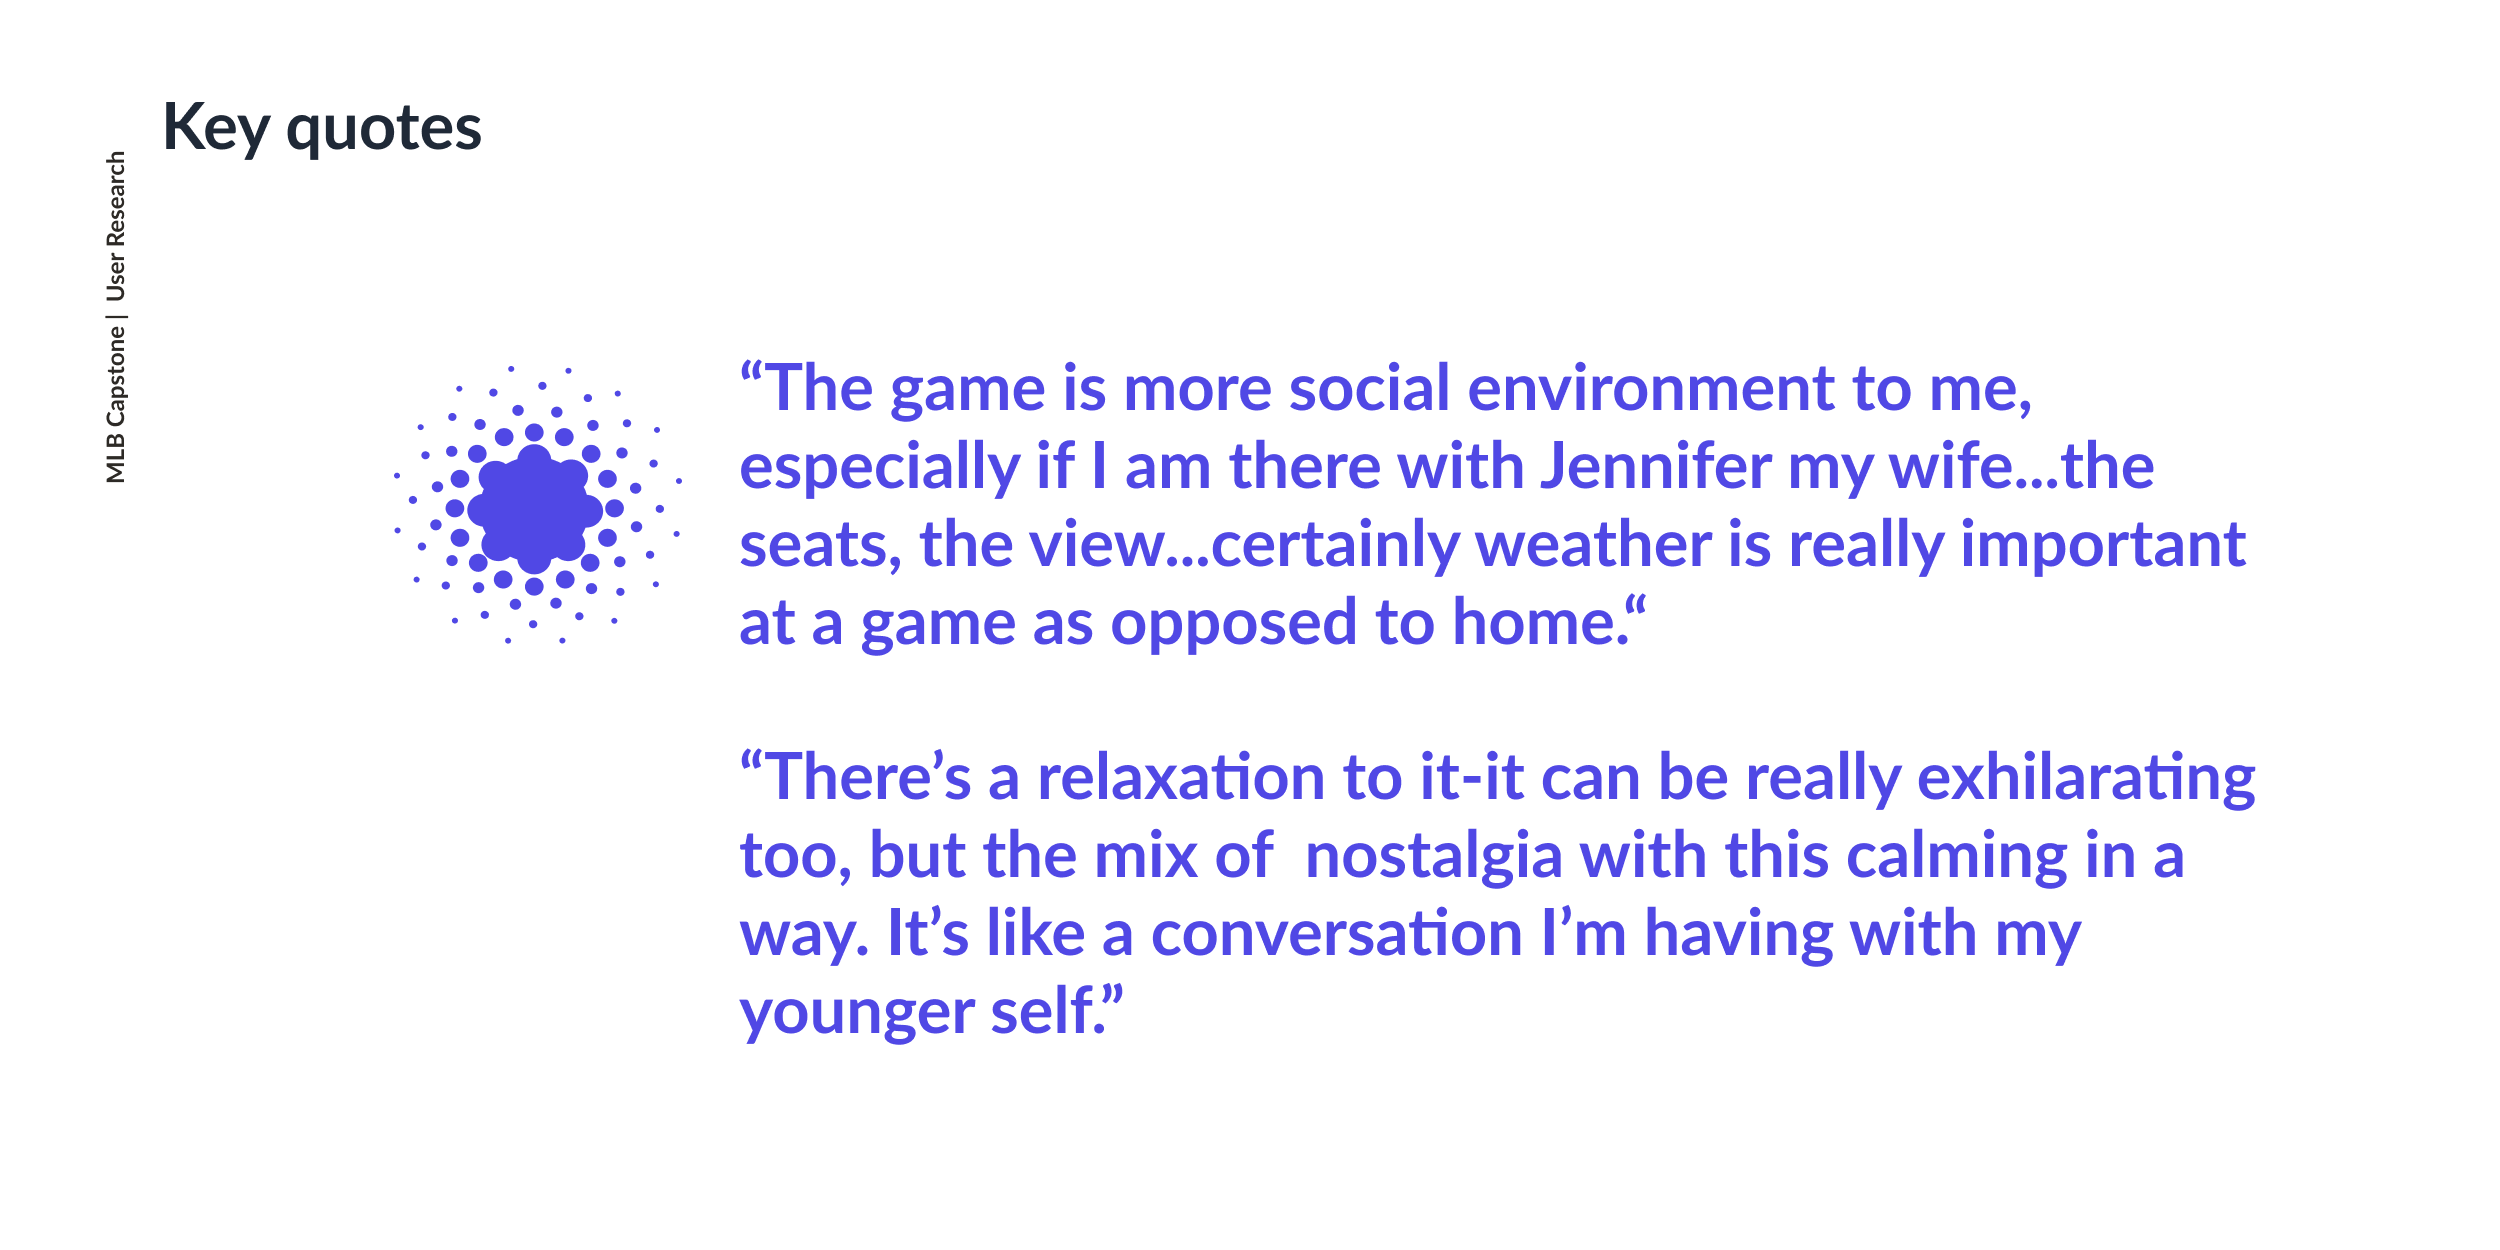 Key quotes
MLB Capstone | User Research
“The game is more social environment to me,
especially if I am there with Jennifer my wife...the
seats, the view...certainly weather is really important
at a game as opposed to home.“
“There’s a relaxation to it-it can be really exhilarating
too, but the mix of nostalgia with this calming in a
way. It’s like a conversation I’m having with my
younger self.”